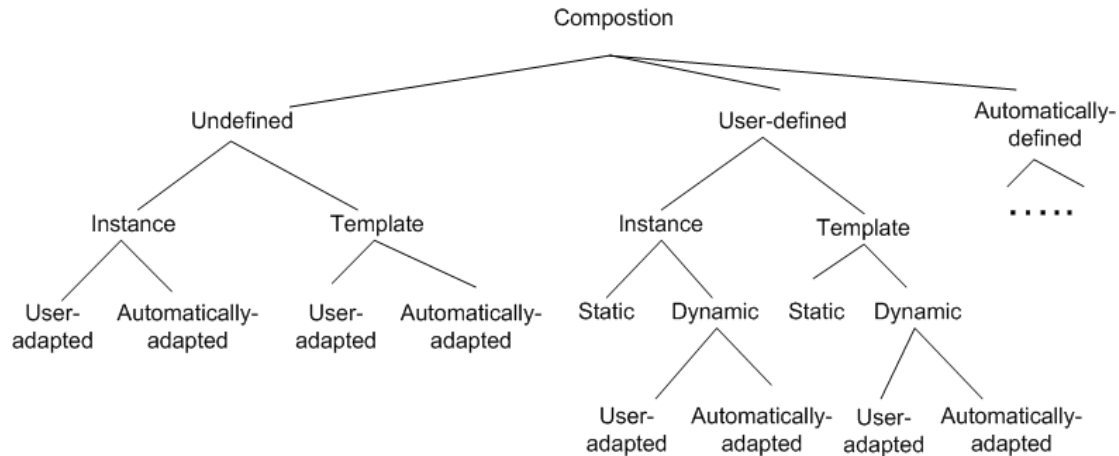 Compostion
Undefined
User-defined
Automatically-
defined
.....
Instance
Template
Instance
Template
User-
adapted
Automatically-
adapted
User-
adapted
Automatically-
adapted
Static
Dynamic
Static
Dynamic
User-
adapted
Automatically-
adapted
User-
adapted
Automatically-
adapted